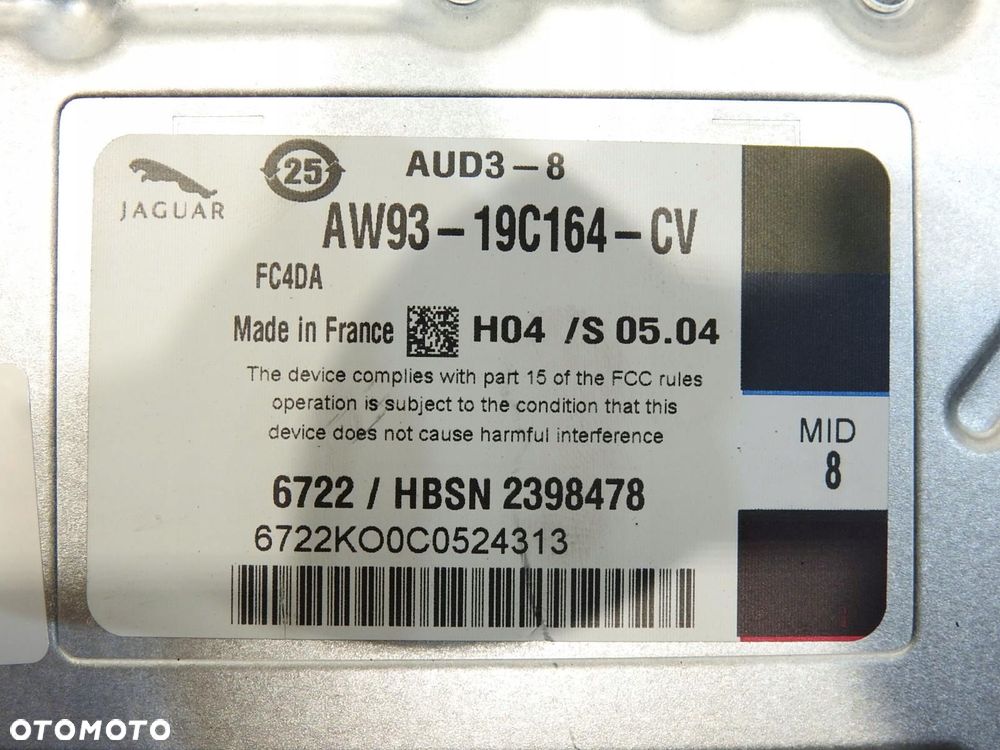 JAGUAR
25
AUD3-8
AW93-19C164-CV
FC4DA
Made in France H04 /S 05.04
The device complies with part 15 of the FCC rules
operation is subject to the condition that this
device does not cause harmful interference
MID
8
6722 / HBSN 2398478
6722KO0C0524313
OTOMOTO